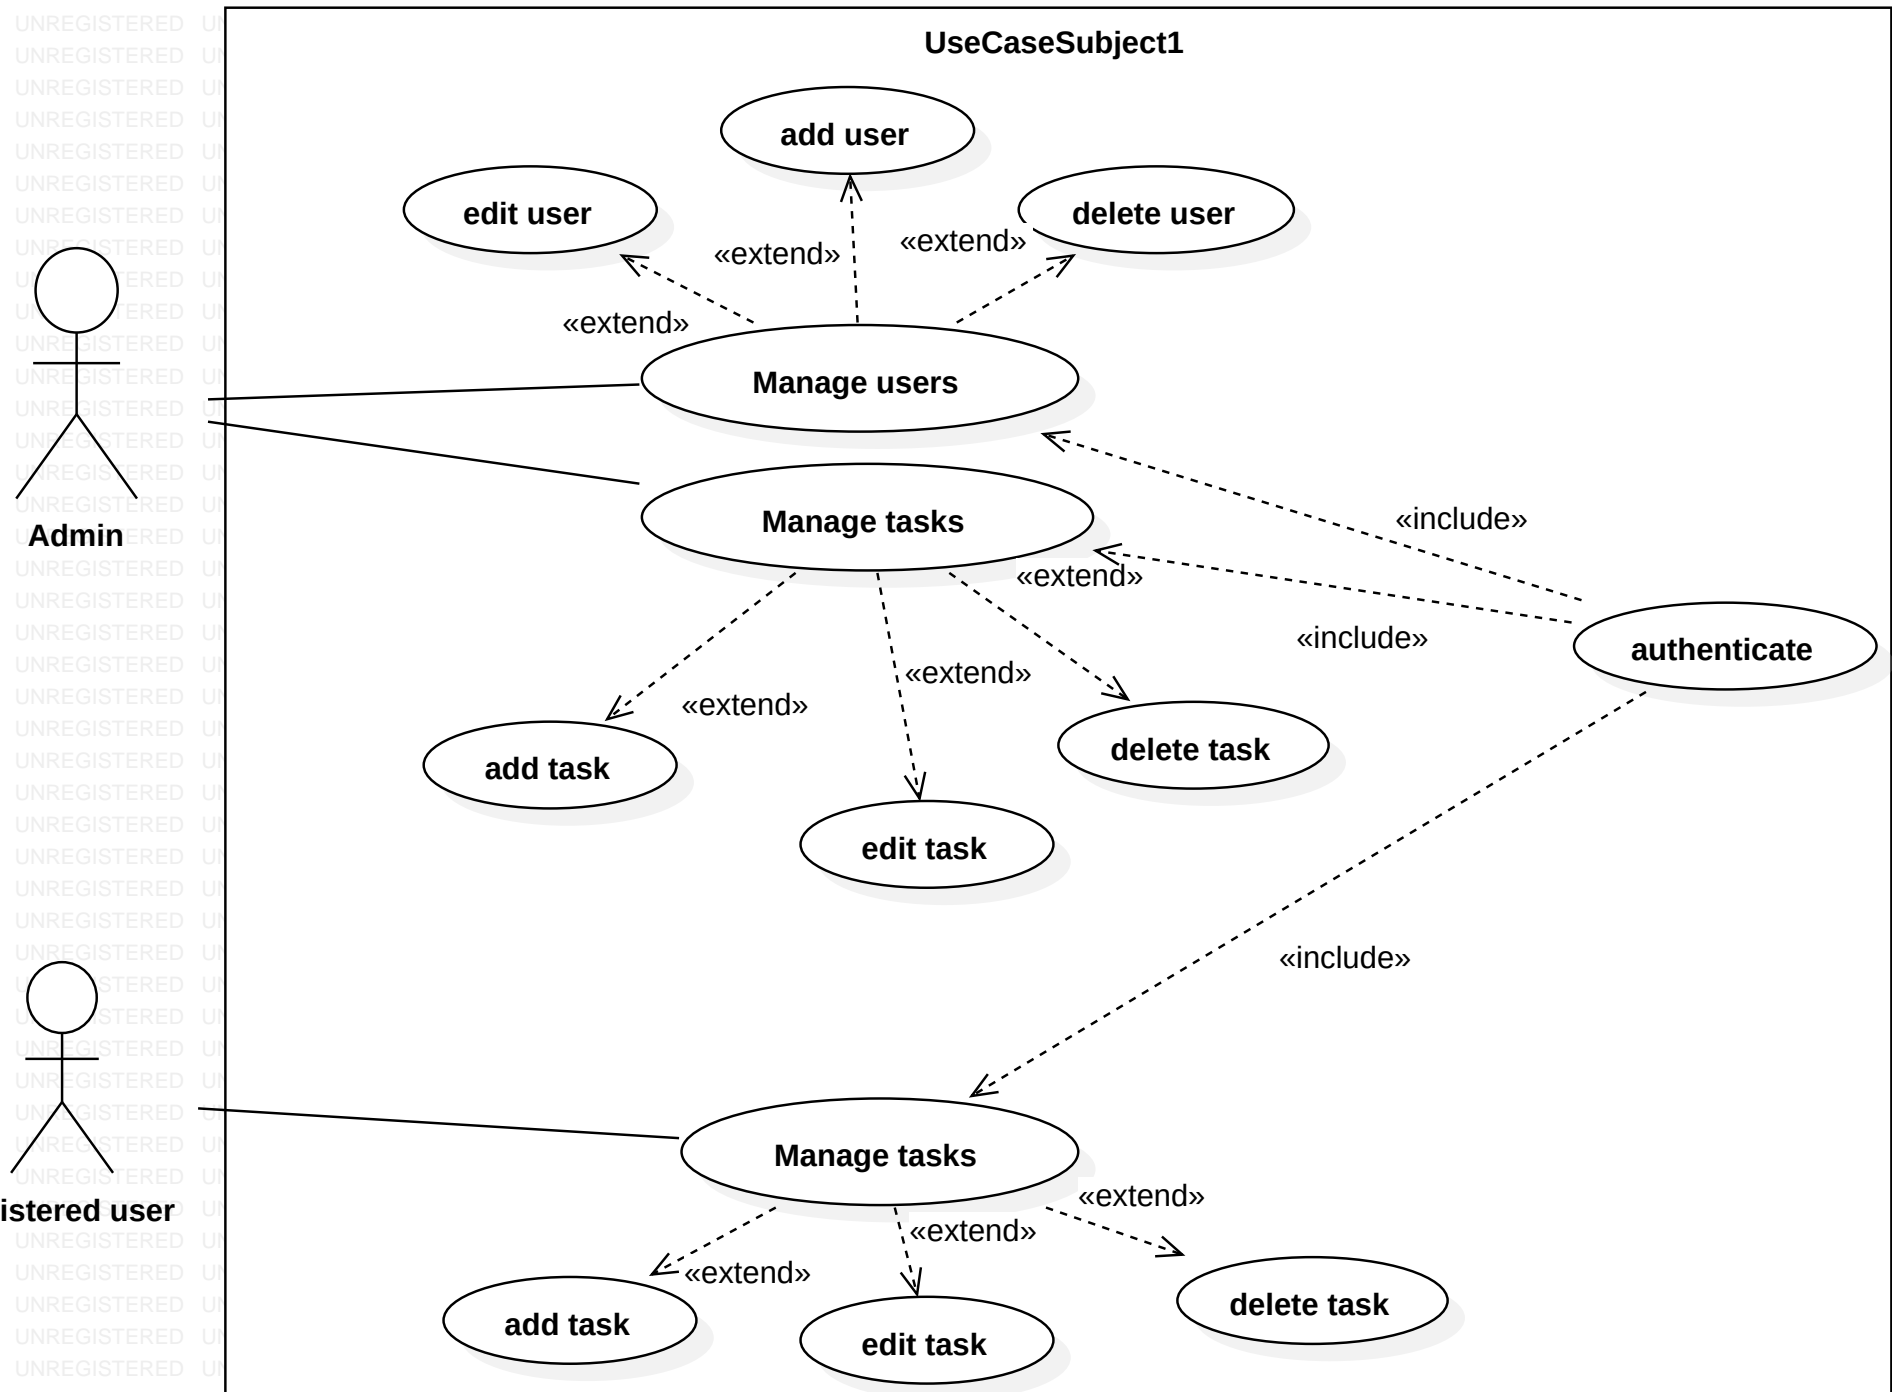 UseCaseSubject1
add user
edit user
delete user
«extend»
«extend»
«extend»
Manage users
Manage tasks
«include»
Admin
«extend»
«include»
authenticate
«extend»
«extend»
add task
delete task
edit task
«include»
Manage tasks
«extend»
istered user
«extend»
«extend»
add task
delete task
edit task
UNREGISTERED